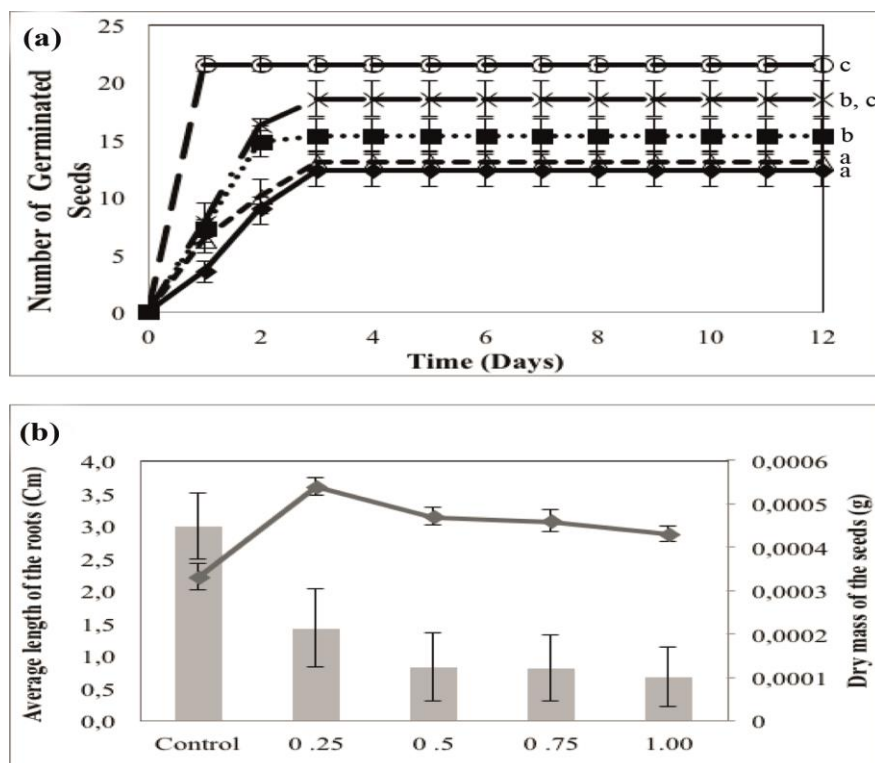 (a)
Number of Germinated
Seeds
25
20
15
10
5
0
c
b, c
b
a
a
0 2 4 6 8 10 12
Time (Days)
(b)
Average length of the roots (Cm)
4,0
3,5
3,0
2,5
2,0
1,5
1,0
0,5
0,0
0,0006
0,0005
0,0004
0,0003
0,0002
0,0001
0
Dry mass of the seeds (g)
Control 0 .25 0 .5 0 .75 1.00